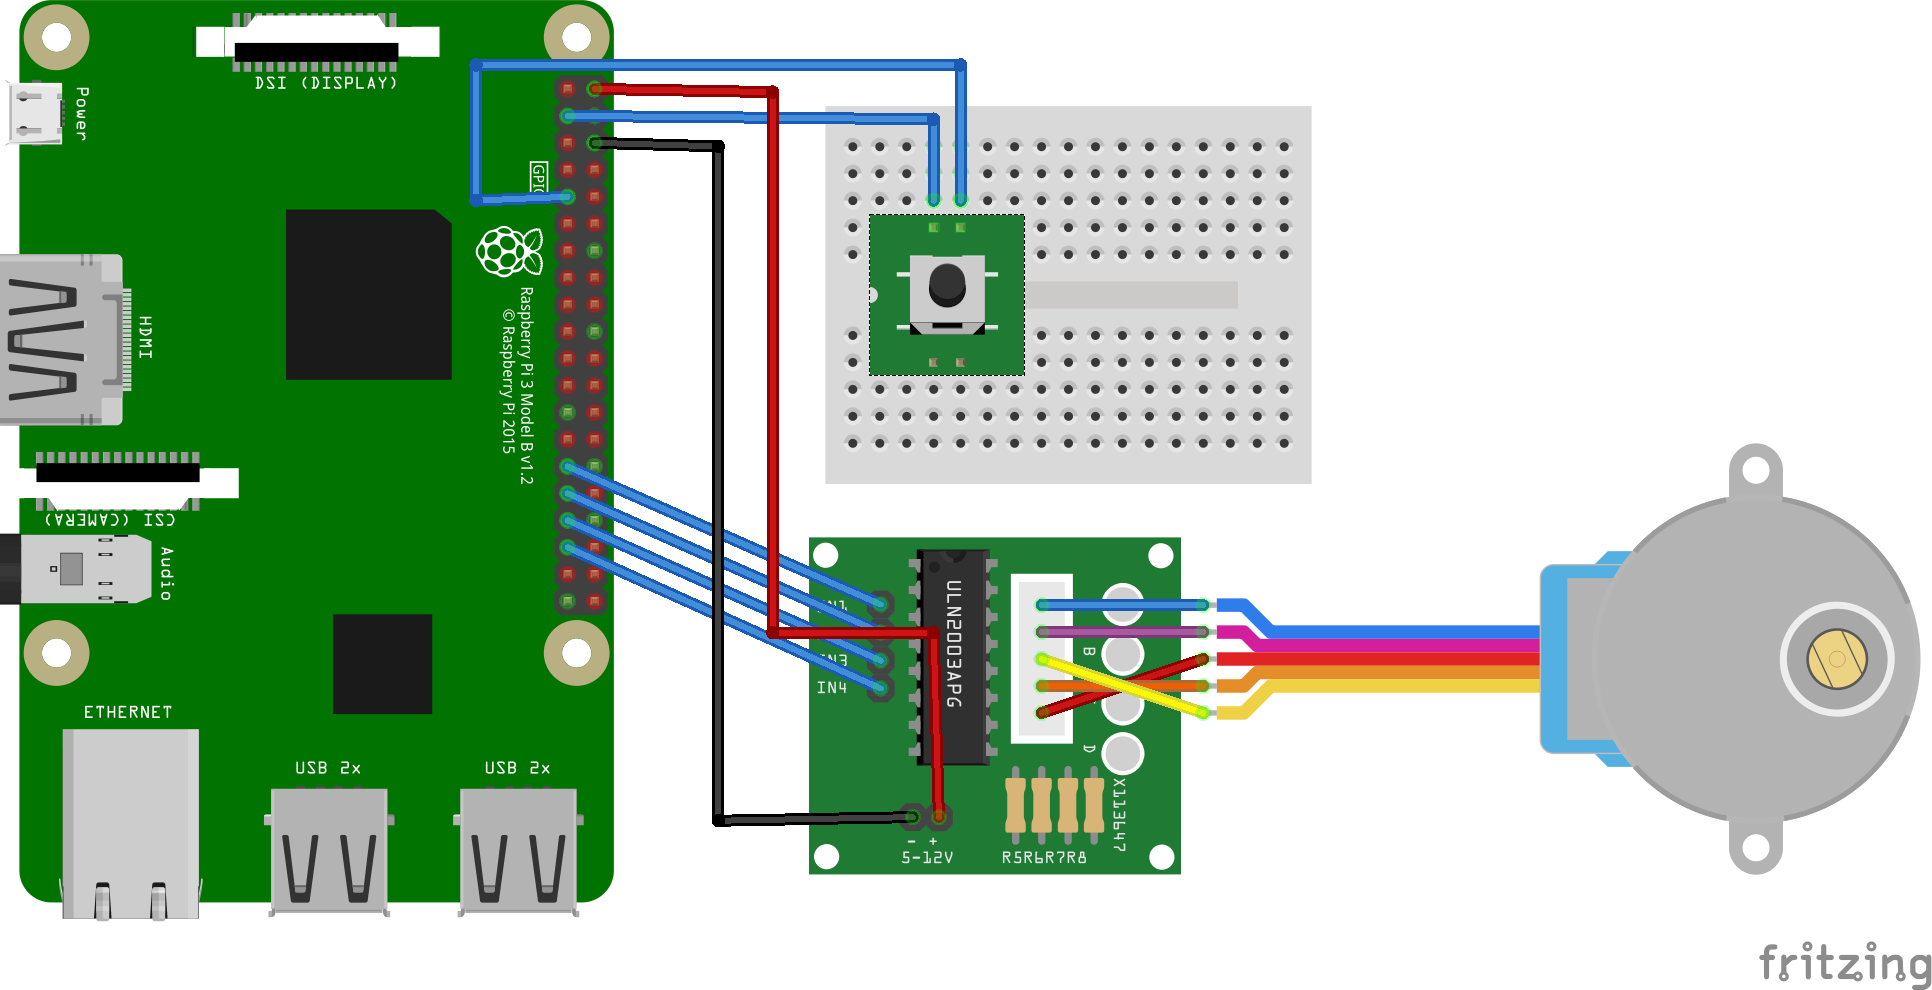 DSI (DISPLAY)
Power
GPIO
HDMI
Raspberry Pi 3 Model B v1.2
© Raspberry Pi 2015
CSI (CAMERA)
Audio
ETHERNET
USB 2x
USB 2x
IN3
IN4
ULN2003APG
B
D
X113647
- +
5-12V
R5R6R7R8
fritzing